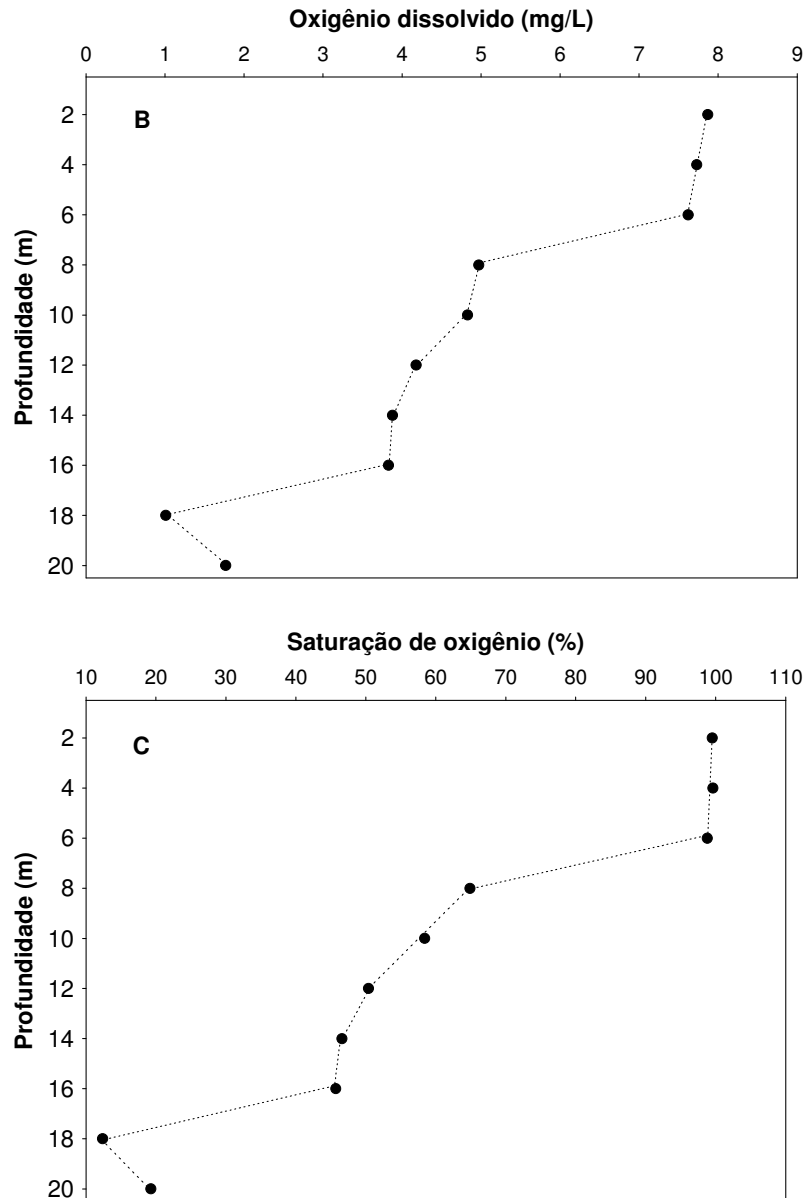 Oxigênio dissolvido (mg/L)
0 1 2 3 4 5 6 7 8 9
B
Profundidade (m)
2
4
6
8
10
12
14
16
18
20
Saturação de oxigênio (%)
10 20 30 40 50 60 70 80 90 100 110
C
Profundidade (m)
2
4
6
8
10
12
14
16
18
20